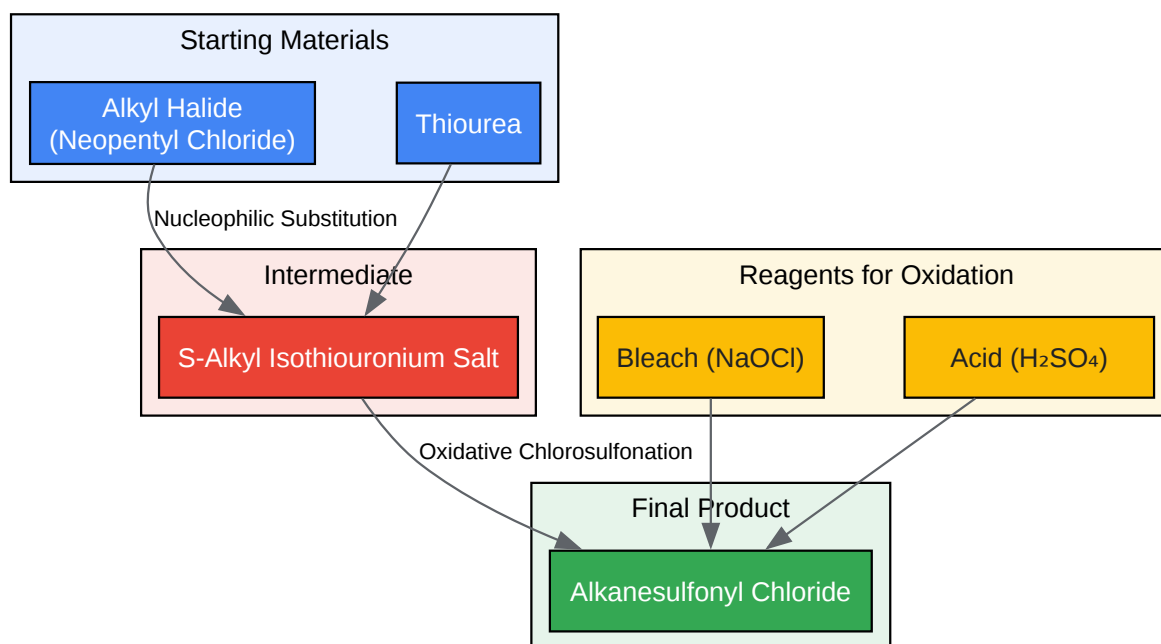 Starting Materials
Alkyl Halide
(Neopentyl Chloride)
Thiourea
Nucleophilic Substitution
Intermediate
S-Alkyl Isothiouronium Salt
Reagents for Oxidation
Bleach (NaOCl)
Acid (H₂SO₄)
Oxidative Chlorosulfonation
Final Product
Alkanesulfonyl Chloride